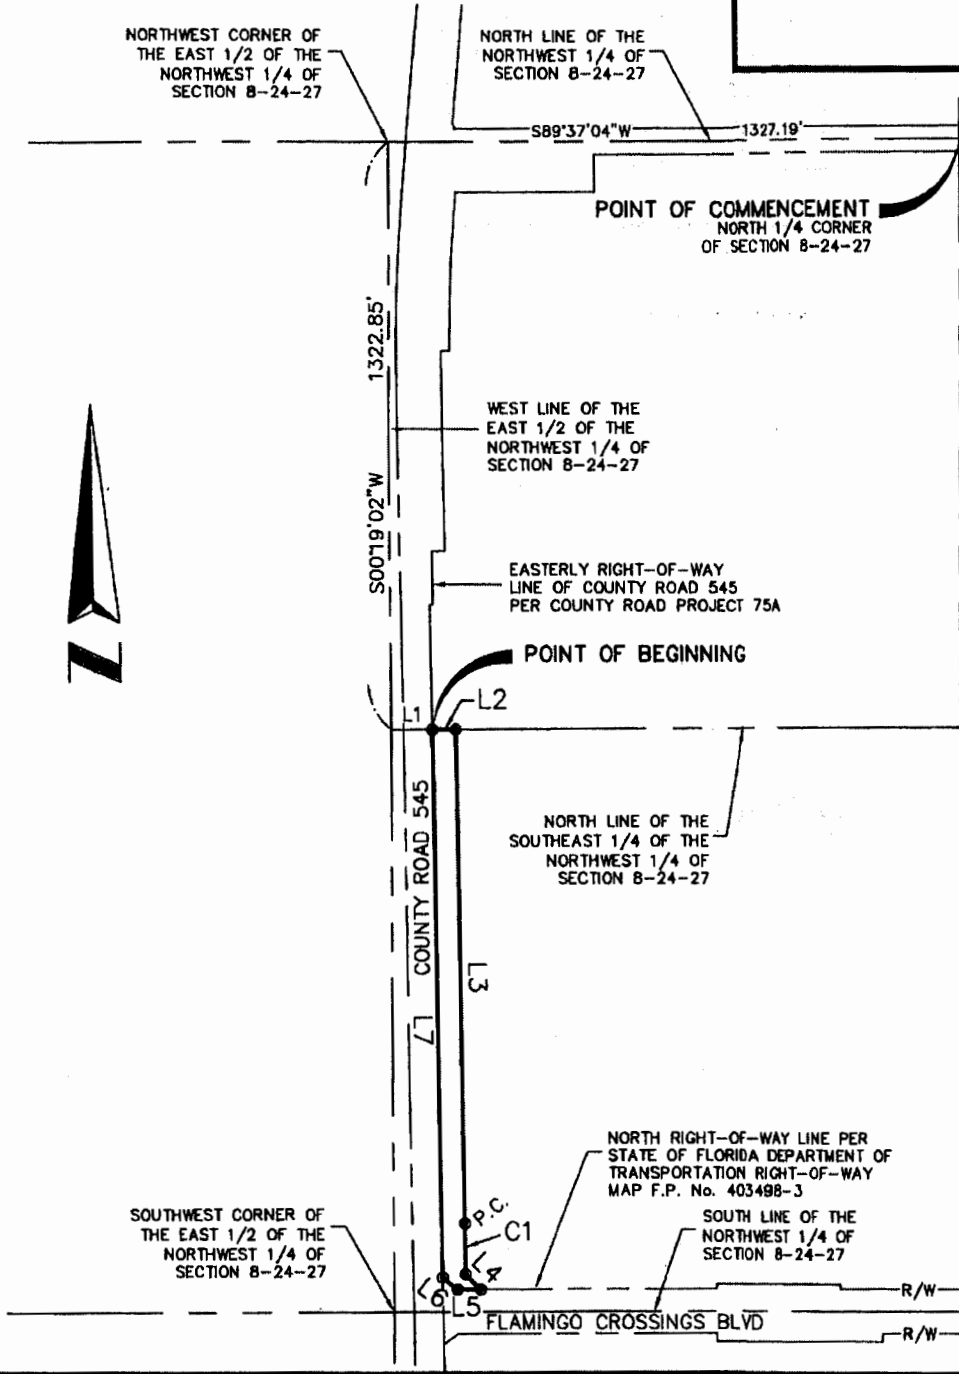 NORTHWEST CORNER OF
THE EAST 1/2 OF THE
NORTHWEST 1/4 OF
SECTION 8-24-27
NORTH LINE OF THE
NORTHWEST 1/4 OF
SECTION 8-24-27
S89°37'04"W
1327.19'
POINT OF COMMENCEMENT
NORTH 1/4 CORNER
OF SECTION 8-24-27
1322.85'
S00°19'02"W
WEST LINE OF THE
EAST 1/2 OF THE
NORTHWEST 1/4 OF
SECTION 8-24-27
N
EASTERLY RIGHT-OF-WAY
LINE OF COUNTY ROAD 545
PER COUNTY ROAD PROJECT 75A
POINT OF BEGINNING
L1
L2
COUNTY ROAD 545
NORTH LINE OF THE
SOUTHEAST 1/4 OF THE
NORTHWEST 1/4 OF
SECTION 8-24-27
L3
L7
NORTH RIGHT-OF-WAY LINE PER
STATE OF FLORIDA DEPARTMENT OF
TRANSPORTATION RIGHT-OF-WAY
MAP F.P. No. 403498-3
P.C.
C1
SOUTHWEST CORNER OF
THE EAST 1/2 OF THE
NORTHWEST 1/4 OF
SECTION 8-24-27
SOUTH LINE OF THE
NORTHWEST 1/4 OF
SECTION 8-24-27
L4
L6
L5
R/W
FLAMINGO CROSSINGS BLVD
R/W